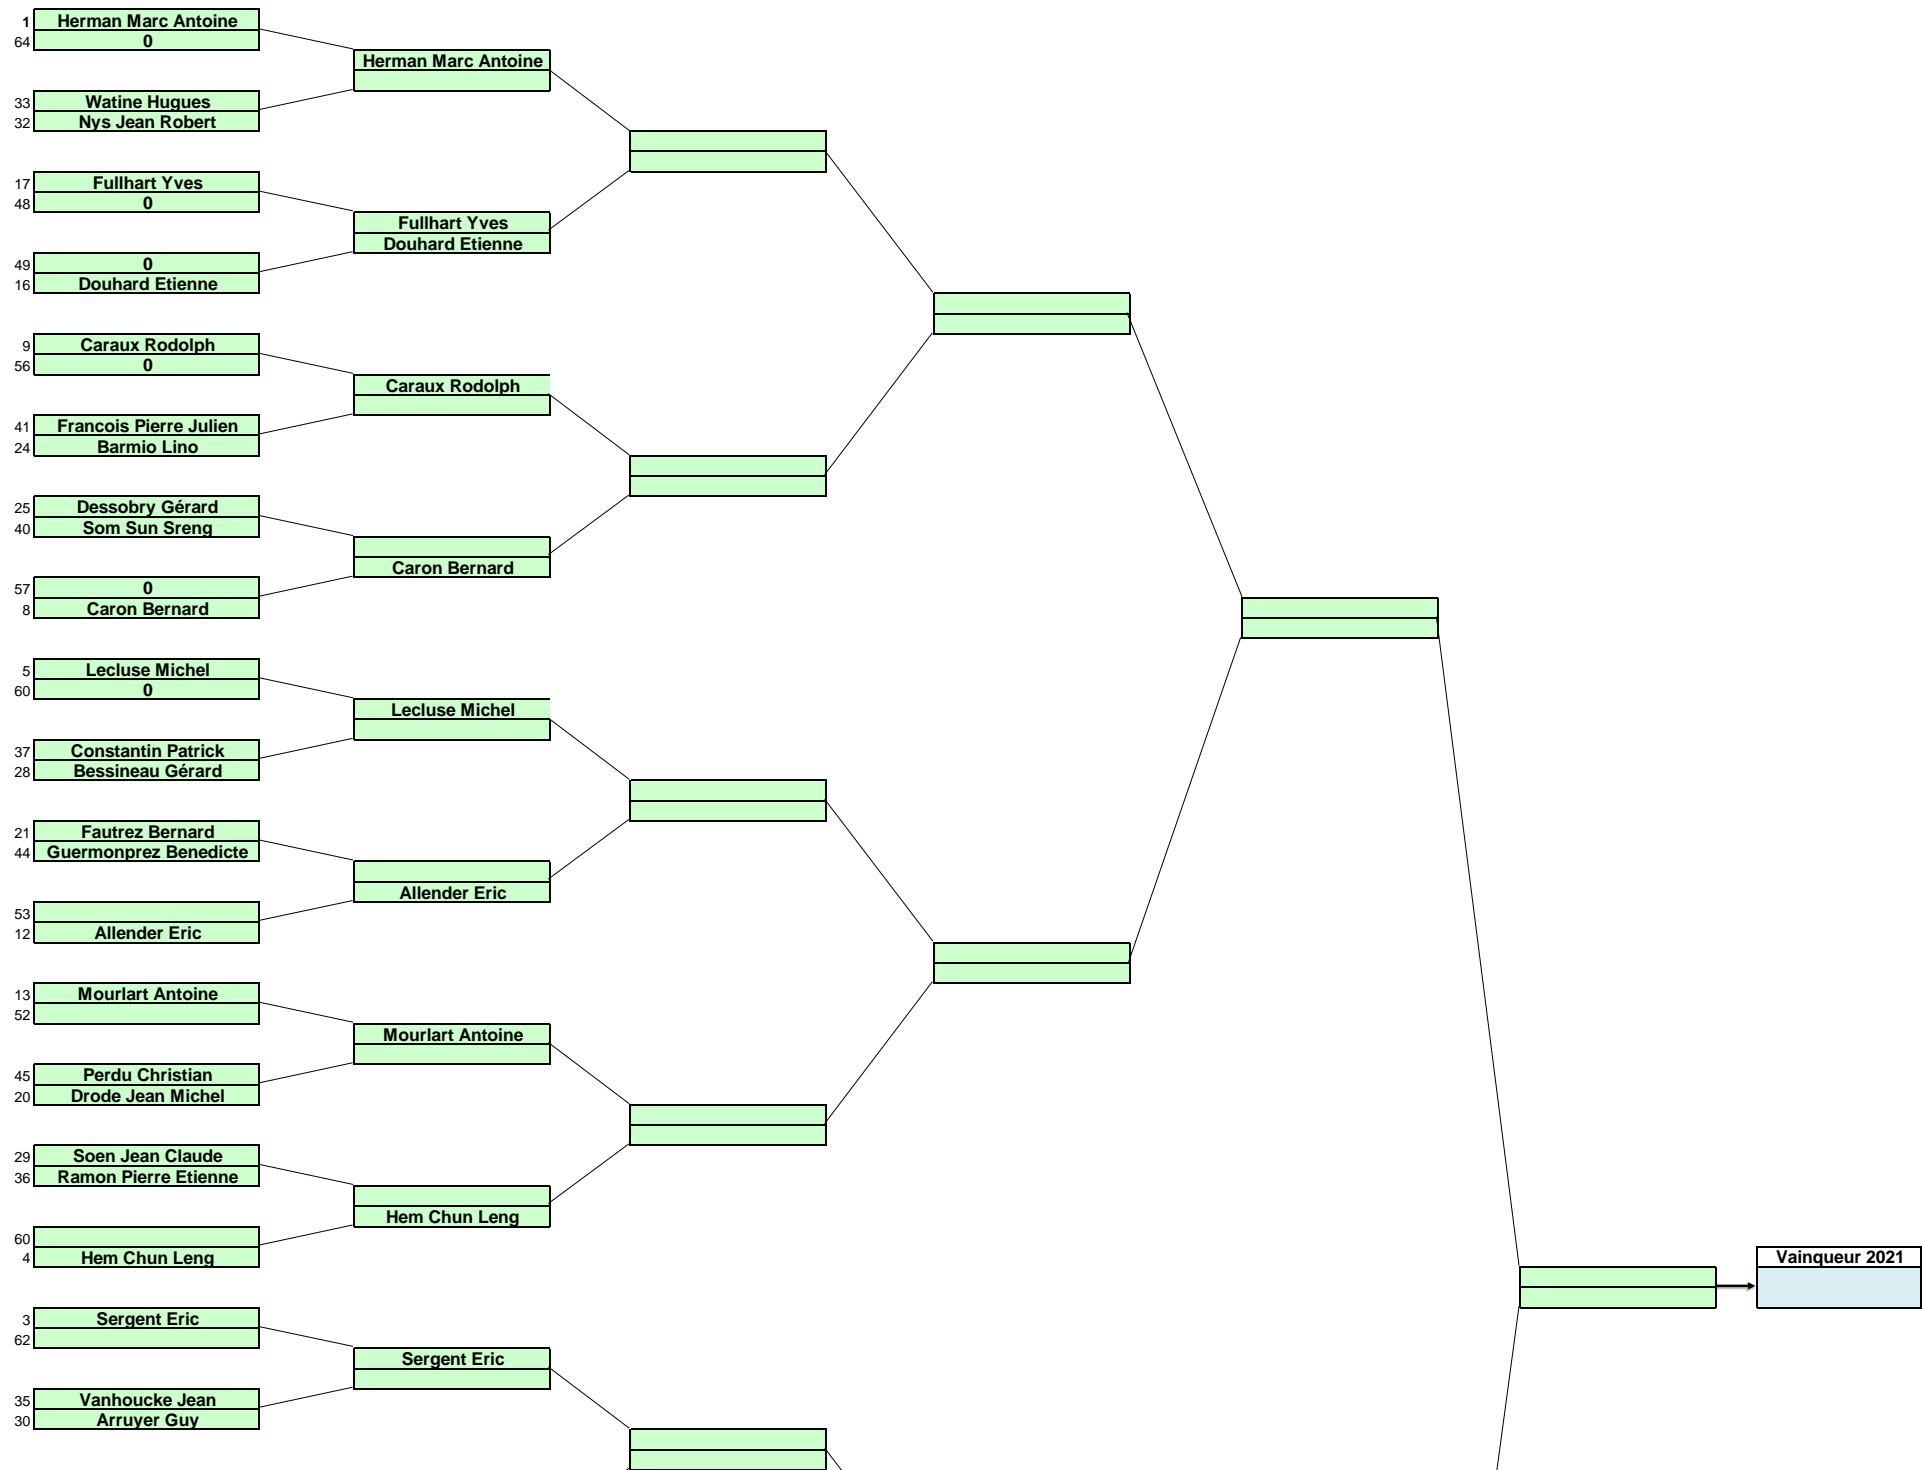 1 Herman Marc Antoine
64 0
Herman Marc Antoine
33 Watine Hugues
32 Nys Jean Robert
17 Fullhart Yves
48 0
Fullhart Yves
Douhard Etienne
49 0
16 Douhard Etienne
9 Caraux Rodolph
56 0
Caraux Rodolph
41 Francois Pierre Julien
24 Barmio Lino
25 Dessobry Gérard
40 Som Sun Sreng
Caron Bernard
57 0
8 Caron Bernard
5 Lecluse Michel
60 0
Lecluse Michel
37 Constantin Patrick
28 Bessineau Gérard
21 Fautrez Bernard
44 Guermonprez Benedicte
Allender Eric
53
12 Allender Eric
13 Mourlart Antoine
52
Mourlart Antoine
45 Perdu Christian
20 Drode Jean Michel
29 Soen Jean Claude
36 Ramon Pierre Etienne
Hem Chun Leng
60
4 Hem Chun Leng
Vainqueur 2021
3 Sergent Eric
62
Sergent Eric
35 Vanhoucke Jean
30 Arruyer Guy